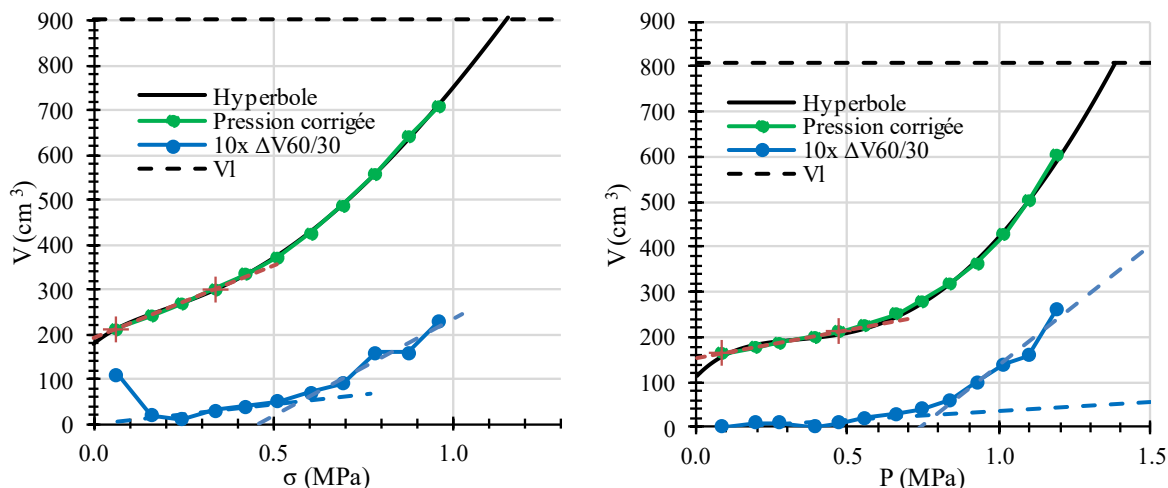 900
800
700
600
500
400
300
200
100
0
V (cm³)
Hyperbole
Pression corrigée
10x ΔV60/30
Vl
0.0 0.5 1.0
σ (MPa)
900
800
700
600
500
400
300
200
100
0
V (cm³)
Hyperbole
Pression corrigée
10x ΔV60/30
Vl
0.0 0.5 1.0 1.5
P (MPa)